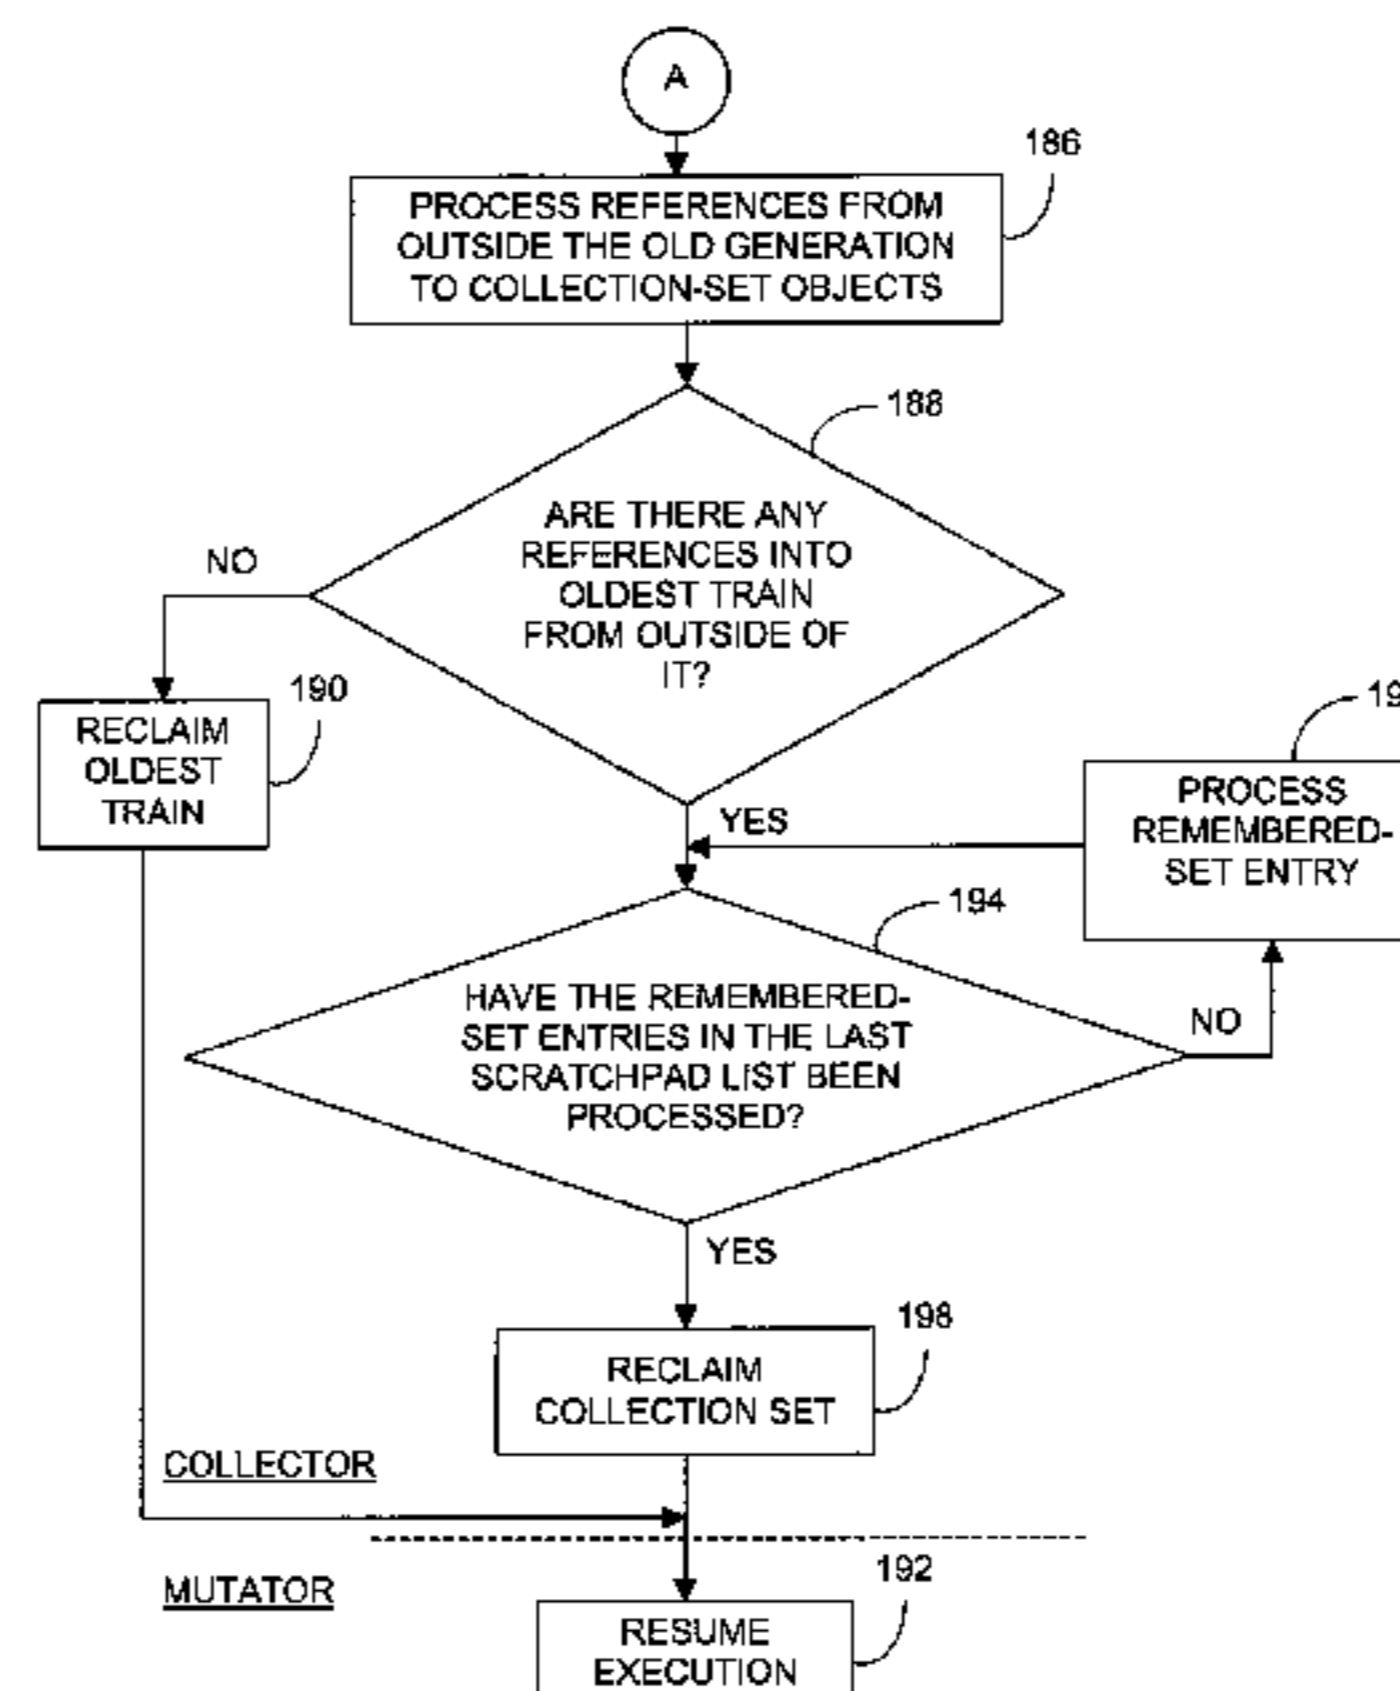 A
186
PROCESS REFERENCES FROM
OUTSIDE THE OLD GENERATION
TO COLLECTION-SET OBJECTS
188
ARE THERE ANY
REFERENCES INTO
OLDEST TRAIN
FROM OUTSIDE OF
IT?
NO
190
RECLAIM
OLDEST
TRAIN
YES
PROCESS
REMEMBERED-
SET ENTRY
194
HAVE THE REMEMBERED-
SET ENTRIES IN THE LAST
SCRATCHPAD LIST BEEN
PROCESSED?
NO
YES
198
RECLAIM
COLLECTION SET
COLLECTOR
MUTATOR
192
RESUME
EXECUTION